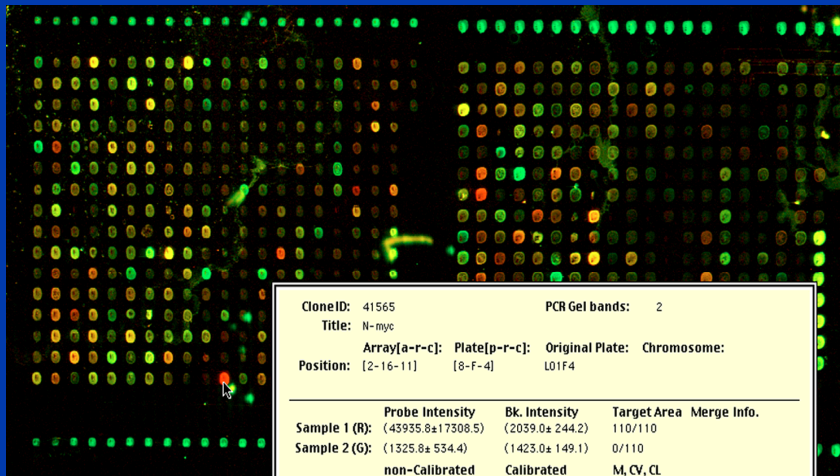 CloneID: 41565 PCR Gel bands: 2
Title: N-myc
Array[a-r-c]: Plate[p-r-c]: Original Plate: Chromosome:
Position: [2-16-11] [8-F-4] L01F4
Probe Intensity Bk. Intensity Target Area Merge Info.
Sample 1 (R): (43935.8±17308.5) (2039.0± 244.2) 110/110
Sample 2 (G): (1325.8± 534.4) (1423.0± 149.1) 0/110
non-Calibrated Calibrated M, CV, CL